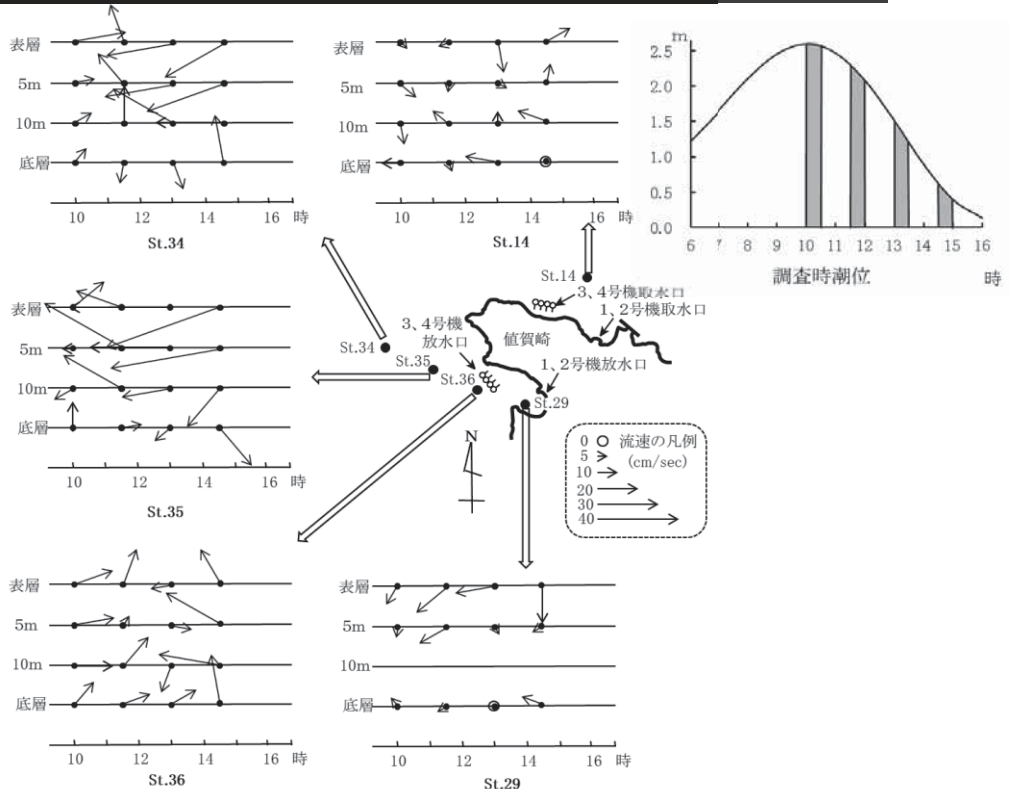 表層
5m
10m
底層
10 12 14 16 時
St.34
表層
5m
10m
底層
10 12 14 16 時
St.14
m
2.5
2.0
1.5
1.0
0.5
0.0
6 7 8 9 10 11 12 13 14 15 16
調査時潮位 時
表層
5m
10m
底層
10 12 14 16 時
St.35
St.14
3、4号機取水口
1、2号機取水口
3、4号機
放水口
値賀崎
St.34
St.35
St.36
1、2号機放水口
St.29
N
0 流速の凡例
5 (cm/sec)
10
20
30
40
表層
5m
10m
底層
10 12 14 16 時
St.36
表層
5m
10m
底層
10 12 14 16 時
St.29